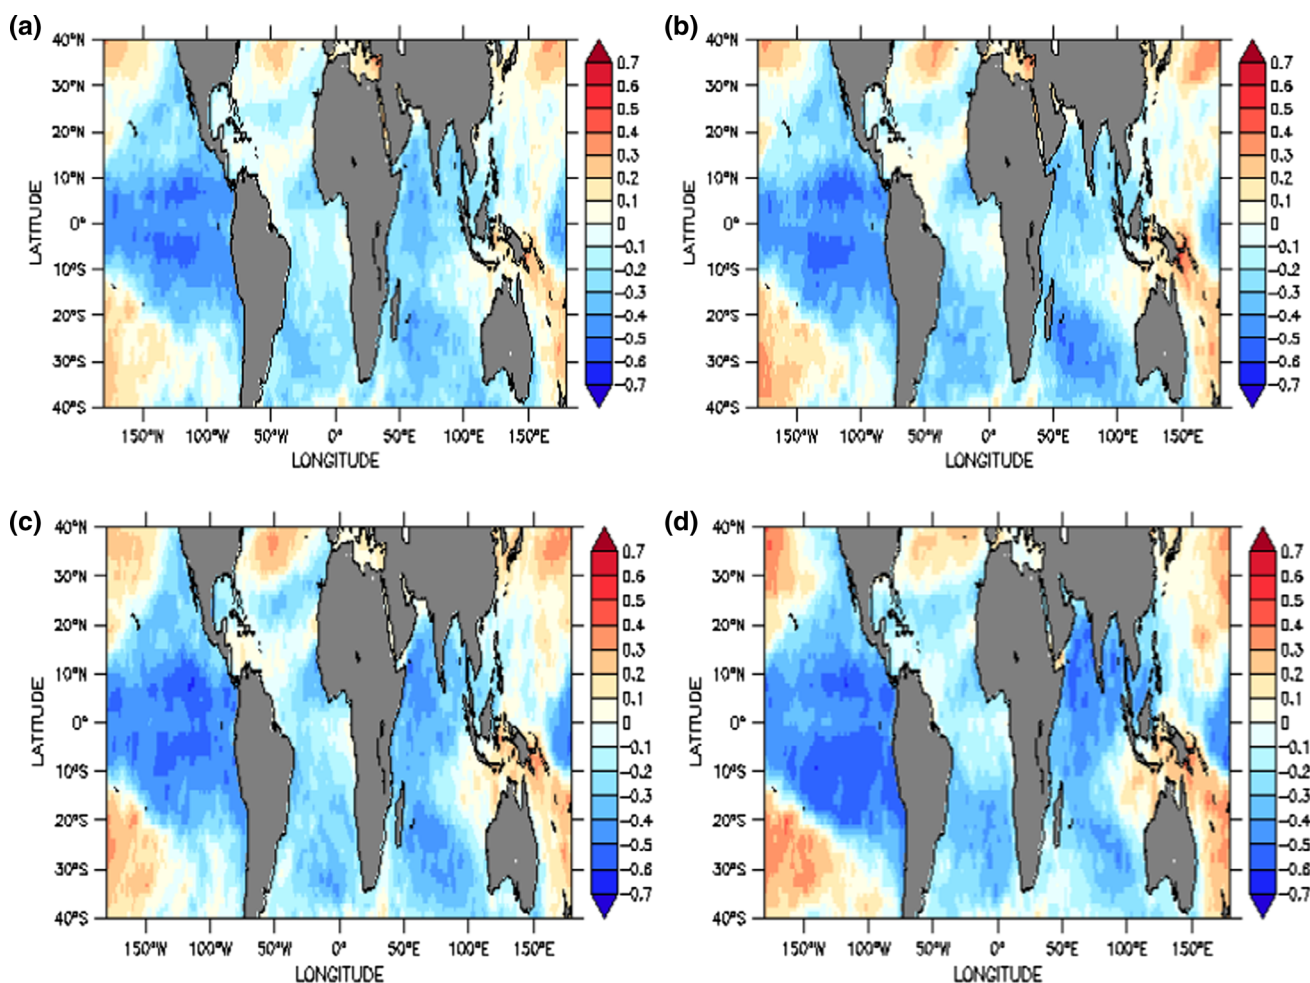 (a)
40°N
30°N
20°N
10°N
0°
10°S
20°S
30°S
40°S
LATITUDE
150°W 100°W 50°W 0° 50°E 100°E 150°E
LONGITUDE
0.7
0.6
0.5
0.4
0.3
0.2
0.1
0
−0.1
−0.2
−0.3
−0.4
−0.5
−0.6
−0.7
(b)
40°N
30°N
20°N
10°N
0°
10°S
20°S
30°S
40°S
LATITUDE
150°W 100°W 50°W 0° 50°E 100°E 150°E
LONGITUDE
0.7
0.6
0.5
0.4
0.3
0.2
0.1
0
−0.1
−0.2
−0.3
−0.4
−0.5
−0.6
−0.7
(c)
40°N
30°N
20°N
10°N
0°
10°S
20°S
30°S
40°S
LATITUDE
150°W 100°W 50°W 0° 50°E 100°E 150°E
LONGITUDE
0.7
0.6
0.5
0.4
0.3
0.2
0.1
0
−0.1
−0.2
−0.3
−0.4
−0.5
−0.6
−0.7
(d)
40°N
30°N
20°N
10°N
0°
10°S
20°S
30°S
40°S
LATITUDE
150°W 100°W 50°W 0° 50°E 100°E 150°E
LONGITUDE
0.7
0.6
0.5
0.4
0.3
0.2
0.1
0
−0.1
−0.2
−0.3
−0.4
−0.5
−0.6
−0.7